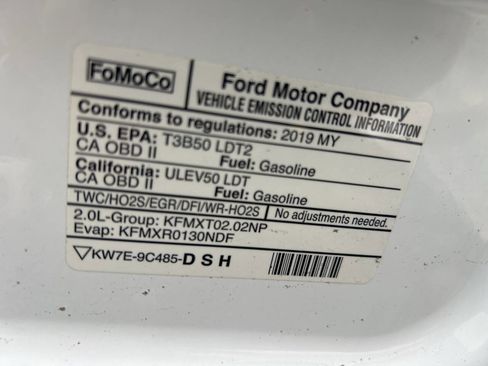 FoMoCo
Ford Motor Company
VEHICLE EMISSION CONTROL INFORMATION
Conforms to regulations: 2019 MY
U.S. EPA: T3B50 LDT2
CA OBD II Fuel: Gasoline
California: ULEV50 LDT
CA OBD II Fuel: Gasoline
TWC/HO2S/EGR/DFI/WR-HO2S No adjustments needed.
2.0L-Group: KFMXT02.02NP
Evap: KFMXR0130NDF
KW7E-9C485-D S H